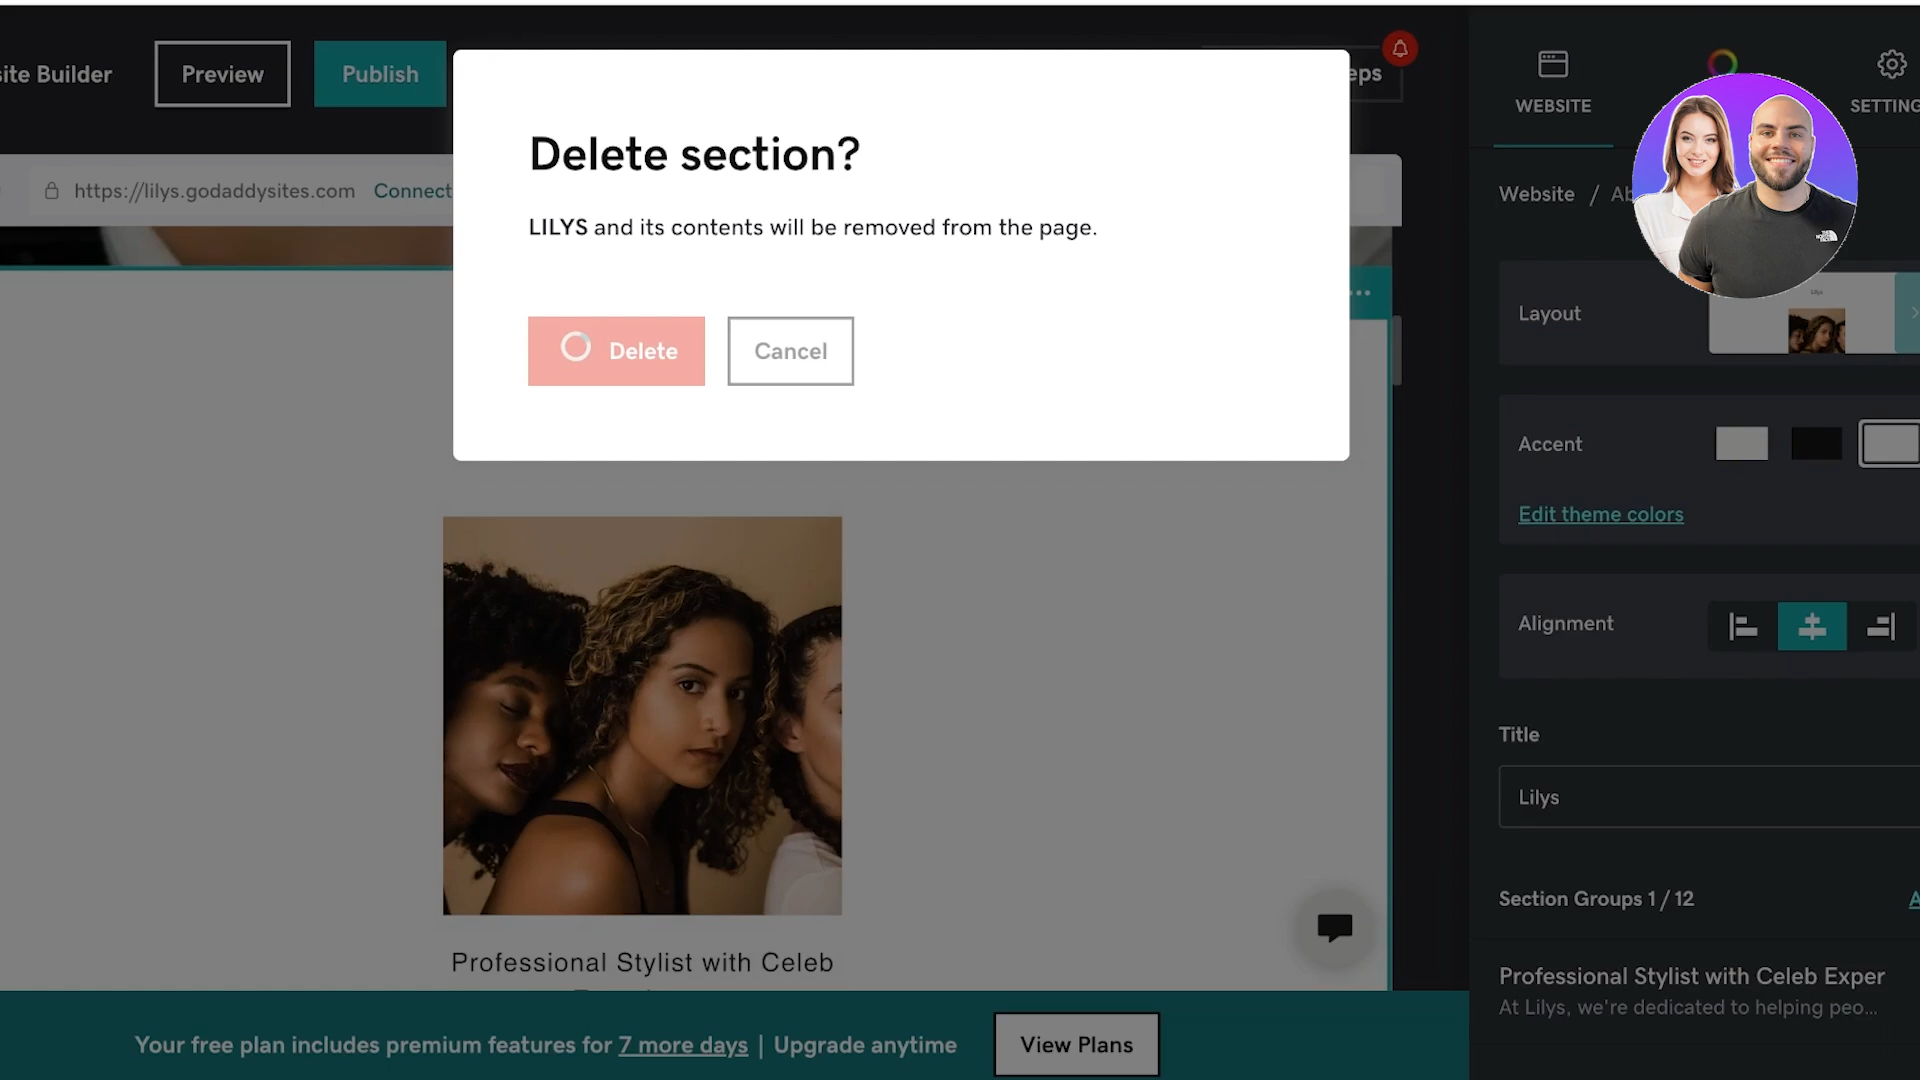 site Builder
Preview
Publish
eps
WEBSITE
SETTING
https://lilys.godaddysites.com
Connect
Delete section?
LILYS and its contents will be removed from the page.
Delete
Cancel
Website /
Layout
Accent
Edit theme colors
Alignment
Title
Lilys
Section Groups 1 / 12
Professional Stylist with Celeb
Professional Stylist with Celeb Exper
At Lilys, we're dedicated to helping peo...
Your free plan includes premium features for 7 more days | Upgrade anytime
View Plans